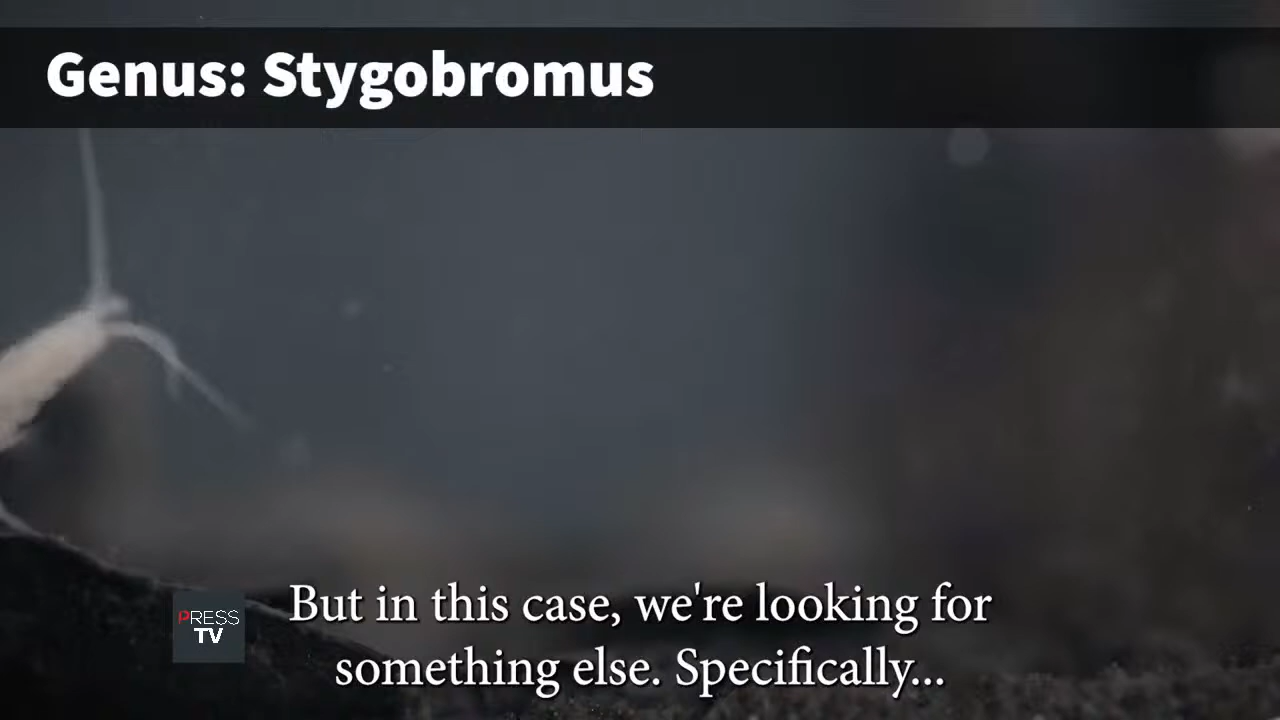 Genus: Stygobromus
But in this case, we're looking for
something else. Specifically...
PRESS
TV